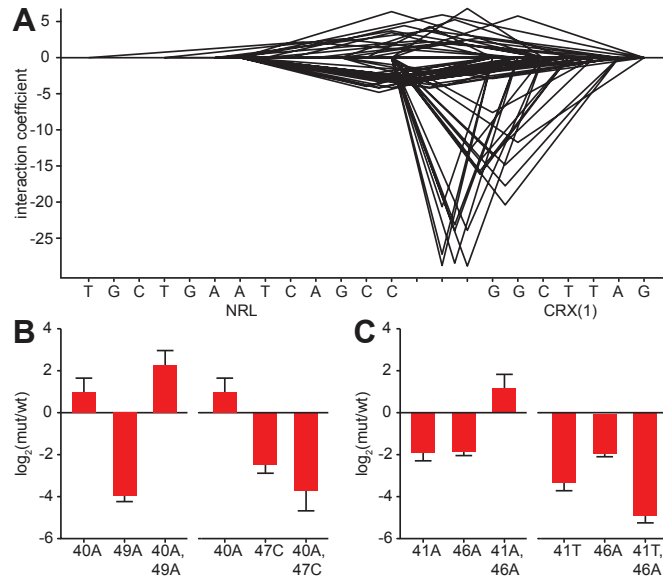 A
interaction coefficient
5
0
-5
-10
-15
-20
-25
T G C T G A A T C A G C C G G C T T A G
NRL CRX(1)
B
log2(mut/wt)
4
2
0
-2
-4
-6
40A 49A 40A, 49A 40A 47C 40A, 47C
C
log2(mut/wt)
4
2
0
-2
-4
-6
41A 46A 41A, 46A 41T 46A 41T, 46A